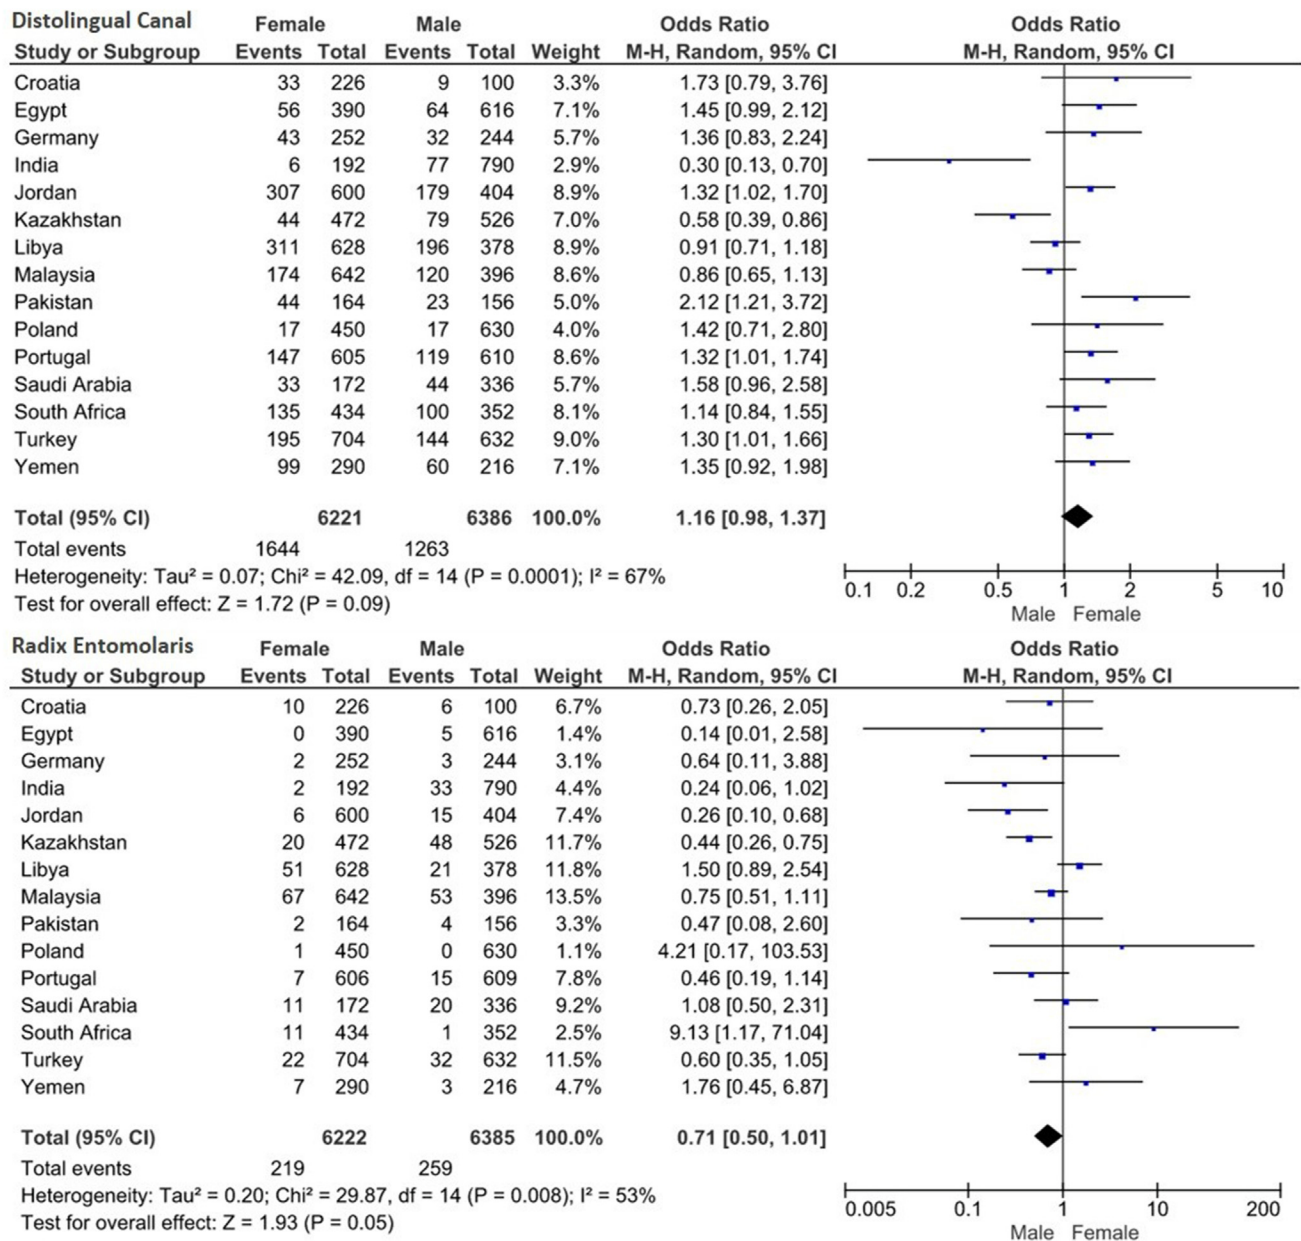 Distolingual Canal Female Male Odds Ratio Odds Ratio
Study or Subgroup Events Total Events Total Weight M-H, Random, 95% CI M-H, Random, 95% CI
Croatia 33 226 9 100 3.3% 1.73 [0.79, 3.76]
Egypt 56 390 64 616 7.1% 1.45 [0.99, 2.12]
Germany 43 252 32 244 5.7% 1.36 [0.83, 2.24]
India 6 192 77 790 2.9% 0.30 [0.13, 0.70]
Jordan 307 600 179 404 8.9% 1.32 [1.02, 1.70]
Kazakhstan 44 472 79 526 7.0% 0.58 [0.39, 0.86]
Libya 311 628 196 378 8.9% 0.91 [0.71, 1.18]
Malaysia 174 642 120 396 8.6% 0.86 [0.65, 1.13]
Pakistan 44 164 23 156 5.0% 2.12 [1.21, 3.72]
Poland 17 450 17 630 4.0% 1.42 [0.71, 2.80]
Portugal 147 605 119 610 8.6% 1.32 [1.01, 1.74]
Saudi Arabia 33 172 44 336 5.7% 1.58 [0.96, 2.58]
South Africa 135 434 100 352 8.1% 1.14 [0.84, 1.55]
Turkey 195 704 144 632 9.0% 1.30 [1.01, 1.66]
Yemen 99 290 60 216 7.1% 1.35 [0.92, 1.98]
Total (95% CI) 6221 6386 100.0% 1.16 [0.98, 1.37]
Total events 1644 1263
Heterogeneity: Tau² = 0.07; Chi² = 42.09, df = 14 (P = 0.0001); I² = 67%
Test for overall effect: Z = 1.72 (P = 0.09)
0.1 0.2 0.5 1 2 5 10
Male Female
Radix Entomolaris Female Male Odds Ratio Odds Ratio
Study or Subgroup Events Total Events Total Weight M-H, Random, 95% CI M-H, Random, 95% CI
Croatia 10 226 6 100 6.7% 0.73 [0.26, 2.05]
Egypt 0 390 5 616 1.4% 0.14 [0.01, 2.58]
Germany 2 252 3 244 3.1% 0.64 [0.11, 3.88]
India 2 192 33 790 4.4% 0.24 [0.06, 1.02]
Jordan 6 600 15 404 7.4% 0.26 [0.10, 0.68]
Kazakhstan 20 472 48 526 11.7% 0.44 [0.26, 0.75]
Libya 51 628 21 378 11.8% 1.50 [0.89, 2.54]
Malaysia 67 642 53 396 13.5% 0.75 [0.51, 1.11]
Pakistan 2 164 4 156 3.3% 0.47 [0.08, 2.60]
Poland 1 450 0 630 1.1% 4.21 [0.17, 103.53]
Portugal 7 606 15 609 7.8% 0.46 [0.19, 1.14]
Saudi Arabia 11 172 20 336 9.2% 1.08 [0.50, 2.31]
South Africa 11 434 1 352 2.5% 9.13 [1.17, 71.04]
Turkey 22 704 32 632 11.5% 0.60 [0.35, 1.05]
Yemen 7 290 3 216 4.7% 1.76 [0.45, 6.87]
Total (95% CI) 6222 6385 100.0% 0.71 [0.50, 1.01]
Total events 219 259
Heterogeneity: Tau² = 0.20; Chi² = 29.87, df = 14 (P = 0.008); I² = 53%
Test for overall effect: Z = 1.93 (P = 0.05)
0.005 0.1 1 10 200
Male Female